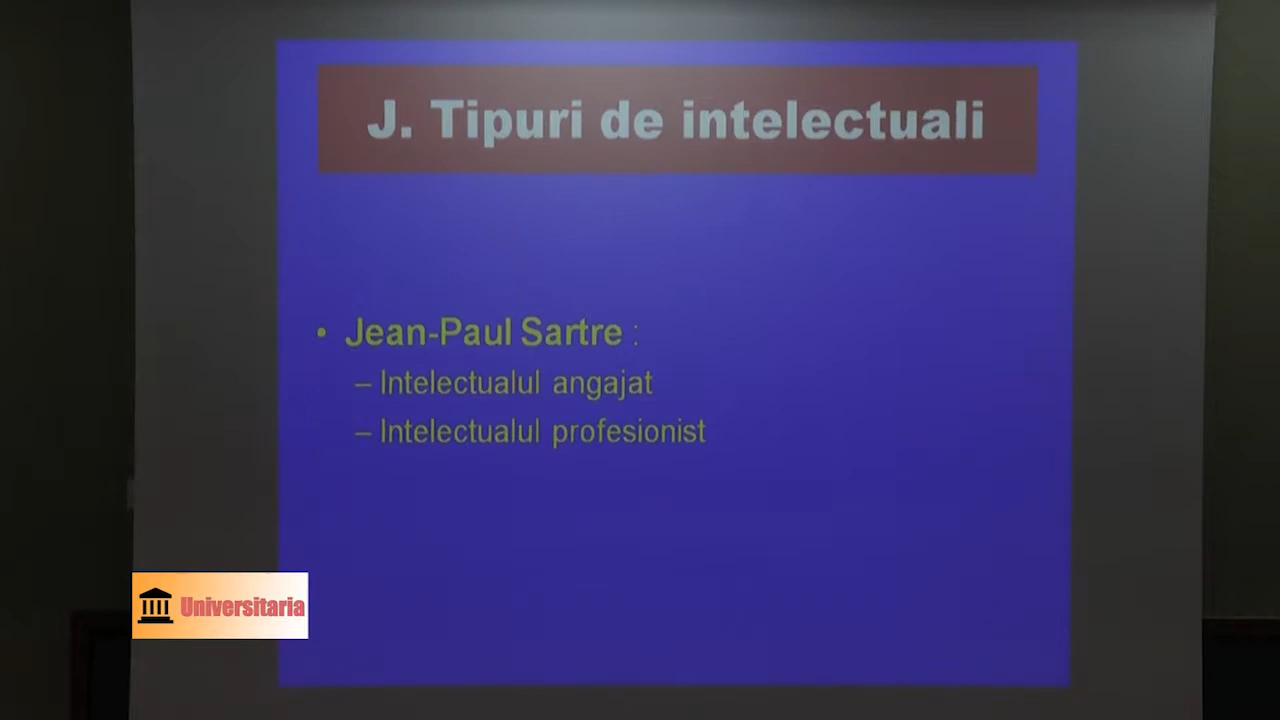 J. Tipuri de intelectuali
• Jean-Paul Sartre :
– Intelectualul angajat
– Intelectualul profesionist
Universitaria